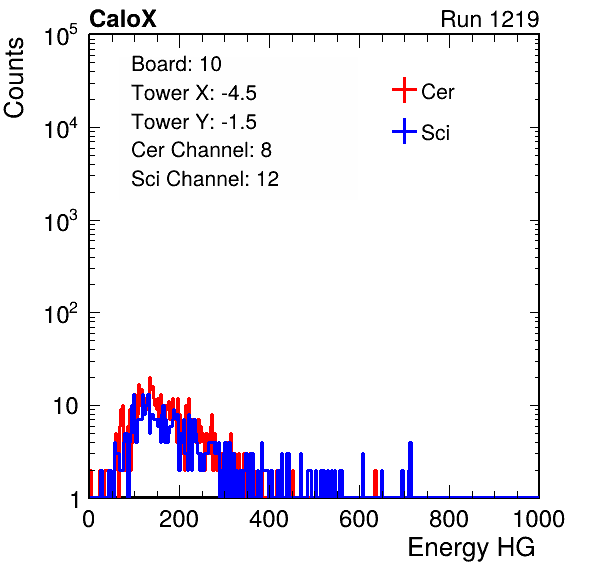 CaloX Run 1219
Counts
Board: 10
Tower X: -4.5
Tower Y: -1.5
Cer Channel: 8
Sci Channel: 12
Cer
Sci
10^5
10^4
10^3
10^2
10
1
0 200 400 600 800 1000
Energy HG